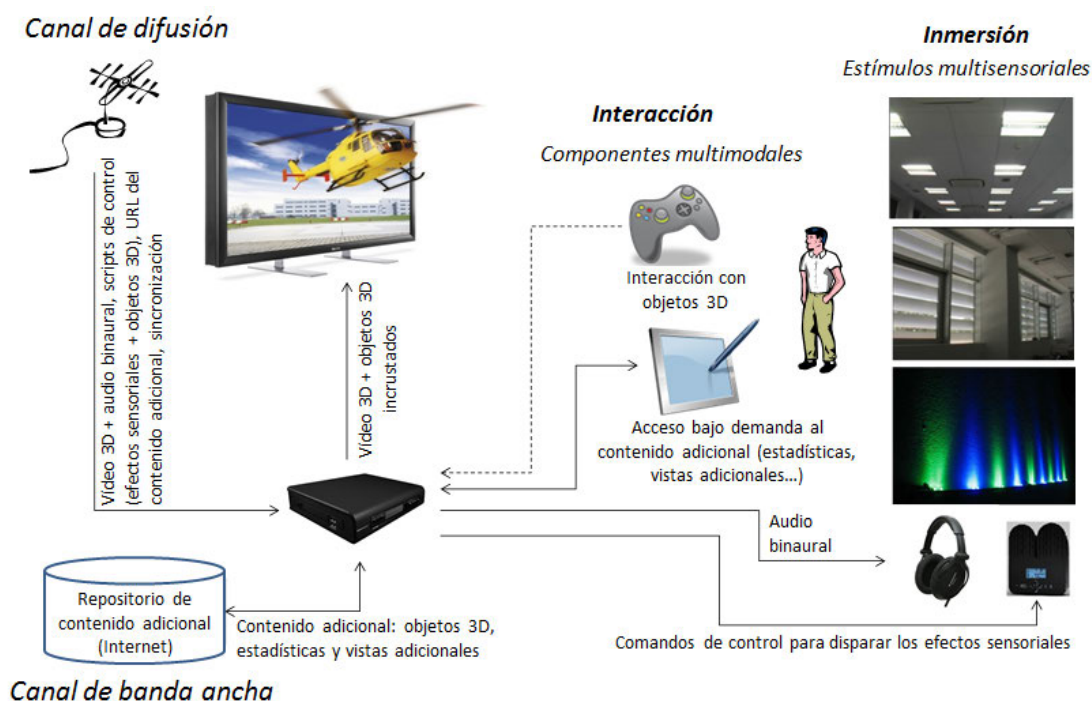 Canal de difusión
Vídeo 3D + audio binaural, scripts de control
(efectos sensoriales + objetos 3D), URL del
contenido adicional, sincronización
Vídeo 3D + objetos 3D
incrustados
Interacción
Componentes multimodales
Interacción con
objetos 3D
Acceso bajo demanda al
contenido adicional (estadísticas,
vistas adicionales...)
Inmersión
Estímulos multisensoriales
Audio
binaural
Comandos de control para disparar los efectos sensoriales
Repositorio de
contenido adicional
(Internet)
Contenido adicional: objetos 3D,
estadísticas y vistas adicionales
Canal de banda ancha